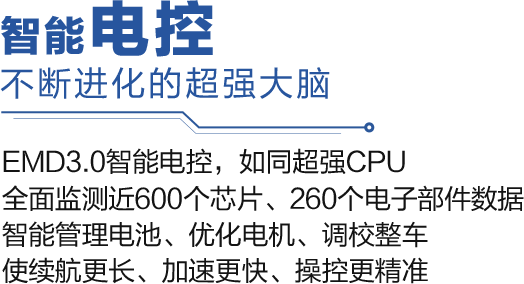 智能电控
不断进化的超强大脑
EMD3.0智能电控，如同超强CPU
全面监测近600个芯片、260个电子部件数据
智能管理电池、优化电机、调校整车
使续航更长、加速更快、操控更精准